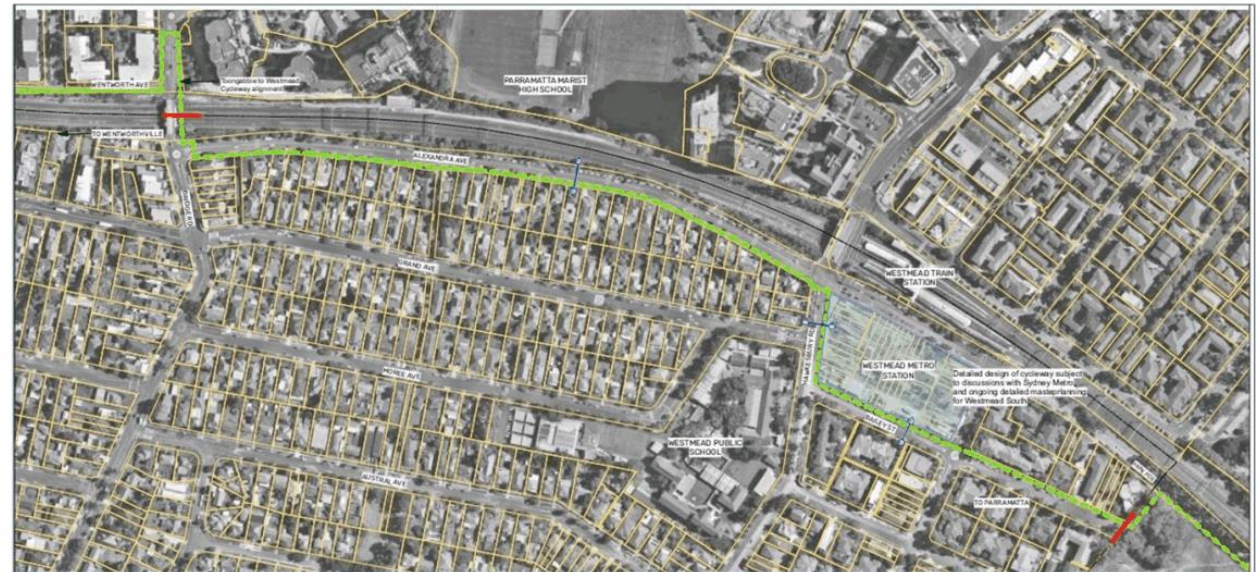 Toongabbie to Westmead
Cycleway alignment
WENTWORTH AVE
PARRAMATTA MARIST
HIGH SCHOOL
TO WENTWORTHVILLE
ALEXANDRA AVE
GRAND AVE
WESTMEAD TRAIN
STATION
HAWKESBURY RD
WESTMEAD METRO
STATION
Detailed design of cycleway subject
to discussions with Sydney Metro,
and ongoing detailed masterplanning
for Westmead South
MOREE AVE
BAILEY ST
WESTMEAD PUBLIC
SCHOOL
AUSTRAL AVE
TO PARRAMATTA